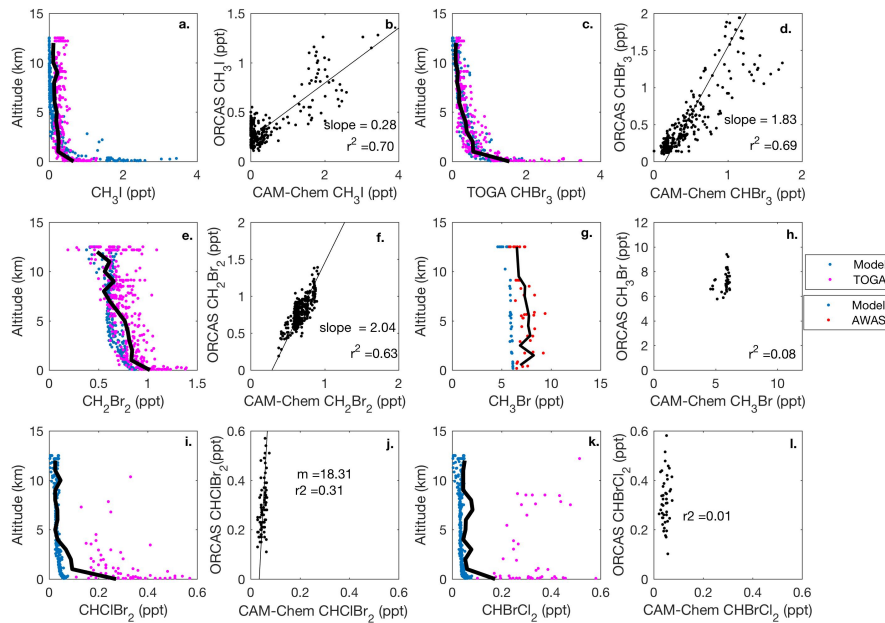 a.
Altitude (km)
15
10
5
0
0 2 4
CH3I (ppt)
b.
ORCAS CH3I (ppt)
1.5
1
0.5
0
0 1 2 3 4
slope = 0.28
r2 =0.70
CAM-Chem CH3I (ppt)
c.
Altitude (km)
15
10
5
0
0 2 4
TOGA CHBr3 (ppt)
d.
ORCAS CHBr3 (ppt)
2
1.5
1
0.5
0
0 0.5 1 1.5 2
slope = 1.83
r2 =0.69
CAM-Chem CHBr3 (ppt)
e.
Altitude (km)
15
10
5
0
0 0.5 1 1.5
CH2Br2 (ppt)
f.
ORCAS CH2Br2 (ppt)
2
1.5
1
0.5
0
0 1 2
slope = 2.04
r2 =0.63
CAM-Chem CH2Br2 (ppt)
g.
Altitude (km)
15
10
5
0
0 5 10 15
CH3Br (ppt)
h.
ORCAS CH3Br (ppt)
12
10
8
6
4
2
0
0 5 10
r2 =0.08
CAM-Chem CH3Br (ppt)
Model
TOGA
Model
AWAS
i.
Altitude (km)
15
10
5
0
0 0.2 0.4 0.6
CHClBr2 (ppt)
j.
ORCAS CHClBr2(ppt)
0.6
0.4
0.2
0
0 0.2 0.4 0.6
m =18.31
r2 =0.31
CAM-Chem CHClBr2 (ppt)
k.
Altitude (km)
15
10
5
0
0 0.2 0.4 0.6
CHBrCl2 (ppt)
l.
ORCAS CHBrCl2 (ppt)
0.6
0.4
0.2
0
0 0.2 0.4 0.6
r2 =0.01
CAM-Chem CHBrCl2 (ppt)